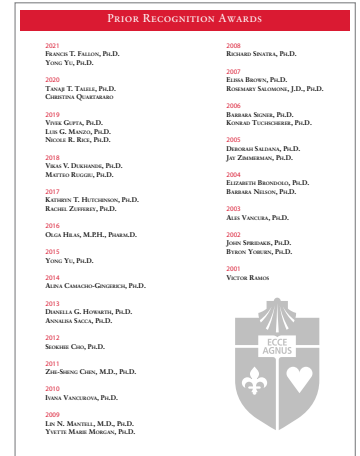 Prior Recognition Awards
2021
Francis T. Fallon, Ph.D.
Yong Yu, Ph.D.
2020
Tanaji T. Talele, Ph.D.
Christina Quartararo
2019
Vivek Gupta, Ph.D.
Luis G. Manzo, Ph.D.
Nicole R. Rice, Ph.D.
2018
Vikas V. Dukhande, Ph.D.
Matteo Ruggiu, Ph.D.
2017
Kathryn T. Hutchinson, Ph.D.
Rachel Zufferey, Ph.D.
2016
Olga Hilas, M.P.H., Pharm.D.
2015
Yong Yu, Ph.D.
2014
Alina Camacho-Gingerich, Ph.D.
2013
Dianella G. Howarth, Ph.D.
Annalisa Sacca, Ph.D.
2012
Seokhee Cho, Ph.D.
2011
Zhe-Sheng Chen, M.D., Ph.D.
2010
Ivana Vancurova, Ph.D.
2009
Lin N. Mantell, M.D., Ph.D.
Yvette Marie Morgan, Ph.D.
2008
Richard Sinatra, Ph.D.
2007
Elissa Brown, Ph.D.
Rosemary Salomone, J.D., Ph.D.
2006
Barbara Signer, Ph.D.
Konrad Tuchscherer, Ph.D.
2005
Deborah Saldana, Ph.D.
Jay Zimmerman, Ph.D.
2004
Elizabeth Brondolo, Ph.D.
Barbara Nelson, Ph.D.
2003
Ales Vancura, Ph.D.
2002
John Spiridakis, Ph.D.
Byron Yoburn, Ph.D.
2001
Victor Ramos
ECCE
AGNUS